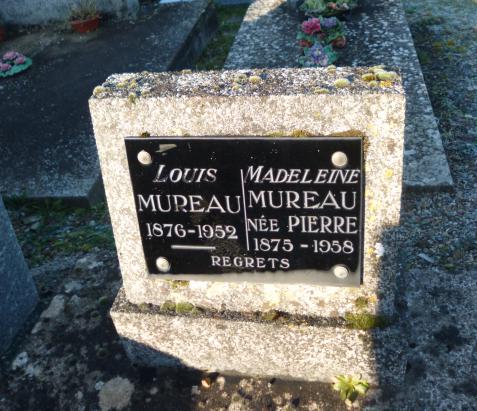 LOUIS
MUREAU
1876-1952
MADELEINE
MUREAU
NÉE PIERRE
1875-1958
REGRETS